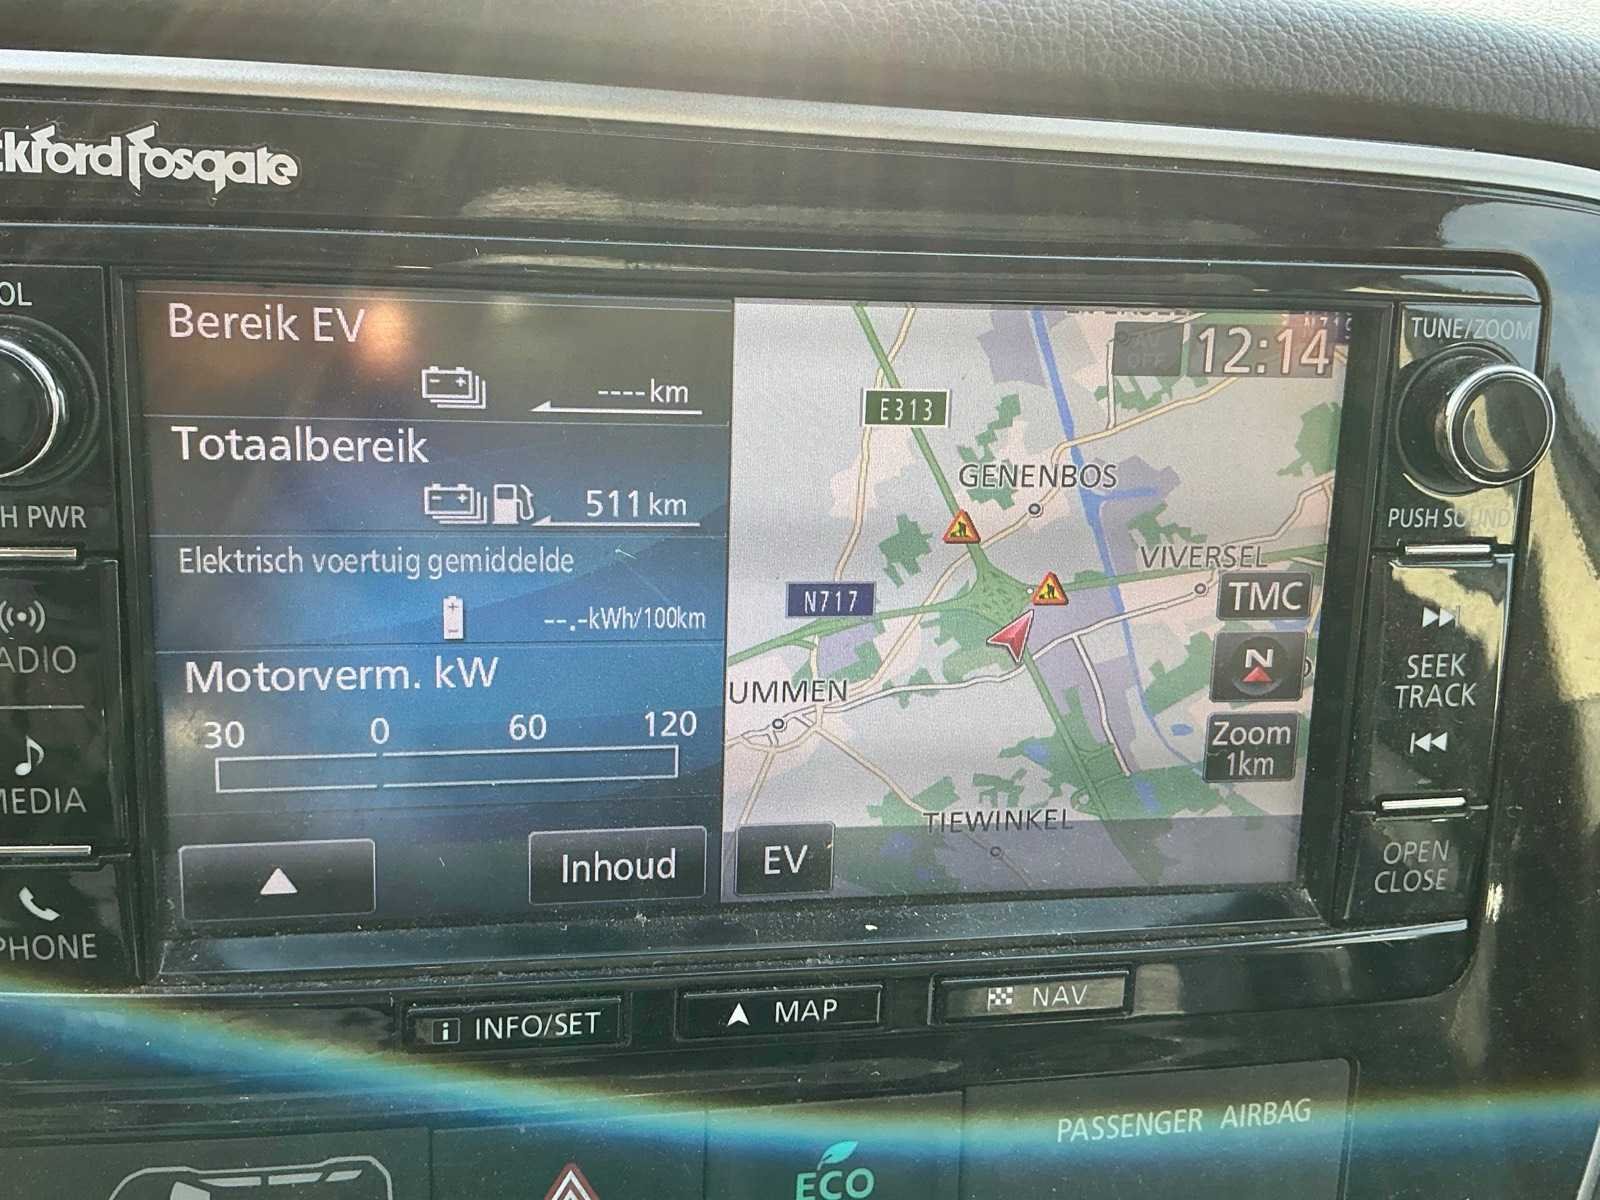 ckford fosgate
OL
H PWR
ADIO
MEDIA
PHONE
Bereik EV
----km
Totaalbereik
511 km
Elektrisch voertuig gemiddelde
--.-kWh/100km
Motorverm. kW
30 0 60 120
Inhoud
12:14
E313
GENENBOS
VIVERSEL
N717
TMC
N
UMMEN
Zoom
1km
TIEWINKEL
EV
TUNE/ZOOM
PUSH SOUND
SEEK
TRACK
OPEN
CLOSE
i INFO/SET
MAP
NAV
PASSENGER AIRBAG
ECO